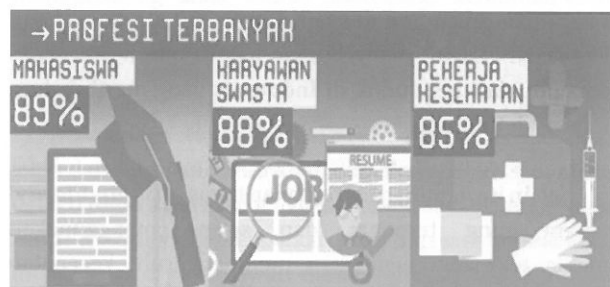 →PROFESI TERBANYAK
MAHASISWA
89%
KARYAWAN
SWASTA
88%
RESUME
JOB
PEKERJA
KESEHATAN
85%